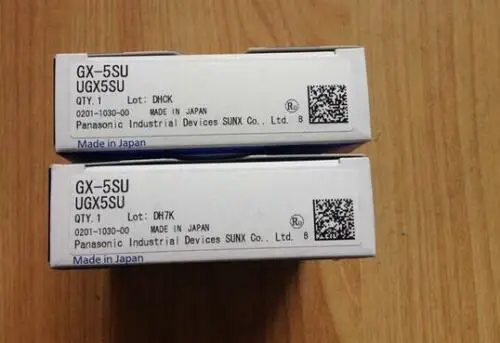 GX-5SU
UGX5SU
QTY. 1 Lot: DHCK
0201-1030-00 MADE IN JAPAN
Panasonic Industrial Devices SUNX Co., Ltd. 8
Made in Japan
GX-5SU
UGX5SU
QTY. 1 Lot: DH7K
0201-1030-00 MADE IN JAPAN
Panasonic Industrial Devices SUNX Co., Ltd. 8
Made in Japan